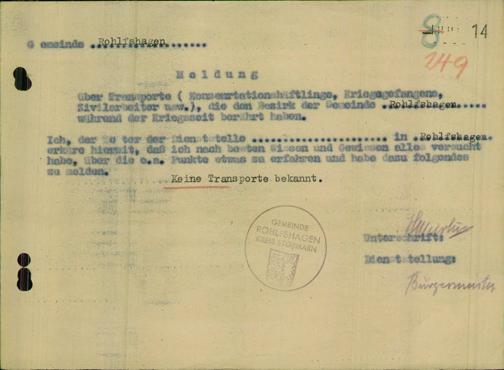 14
249
Gemeinde ..Rohlfshagen......
Meldung
über Transporte ( Konzentrationshäftlinge, Kriegsgefangene,
Zivilarbeiter usw.), die den Bezirk der Gemeinde ..Rohlfshagen..
während der Kriegszeit berührt haben.
Ich, der Leiter der Dienststelle .................... in ..Rohlfshagen.
erkläre hiermit, daß ich nach besten Wissen und Gewissen alles versucht
habe, über die o.a. Punkte etwas zu erfahren und habe dazu folgendes
zu melden.
Keine Transporte bekannt.
GEMEINDE
ROHLFSHAGEN
KREIS STORMARN
Unterschrift:
Dienststellung:
Bürgermeister